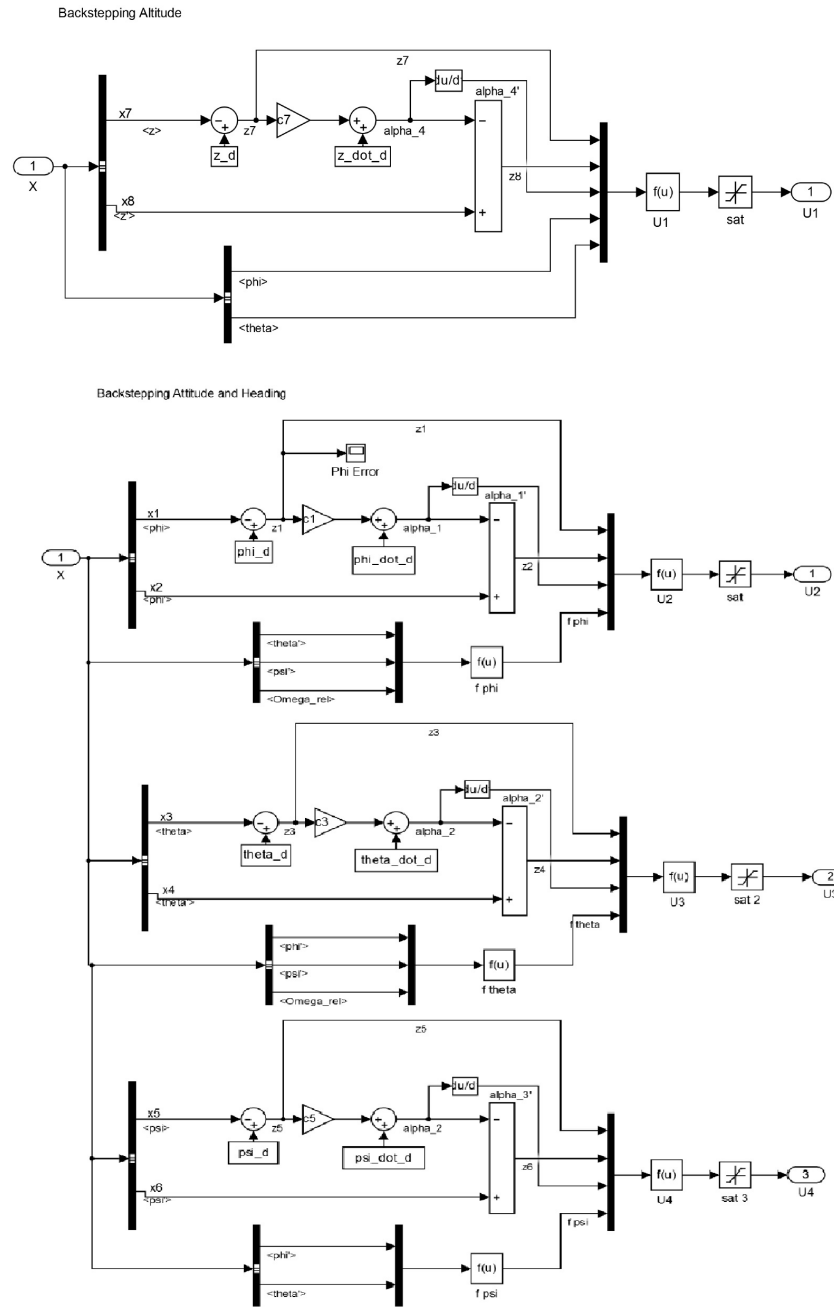 Backstepping Altitude
z7
du/d
alpha_4'
x7
<z>
z7
c7
alpha_4
z_d
z_dot_d
1
X
z8
f(u)
U1
sat
1
U1
x8
<z'>
<phi>
<theta>
Backstepping Attitude and Heading
z1
Phi Error
du/d
alpha_1'
x1
<phi>
z1
c1
alpha_1
phi_d
phi_dot_d
1
X
z2
f(u)
U2
sat
1
U2
x2
<phi'>
f phi
<theta'>
<psi'>
<Omega_rel>
f(u)
f phi
z3
du/d
alpha_2'
x3
<theta>
z3
c3
alpha_2
theta_d
theta_dot_d
z4
f(u)
U3
sat 2
2
U3
x4
<theta'>
f theta
<phi'>
<psi'>
<Omega_rel>
f(u)
f theta
z5
du/d
alpha_3'
x5
<psi>
z5
c5
alpha_2
psi_d
psi_dot_d
z6
f(u)
U4
sat 3
3
U4
x6
<psi'>
f psi
<phi'>
<theta'>
f(u)
f psi